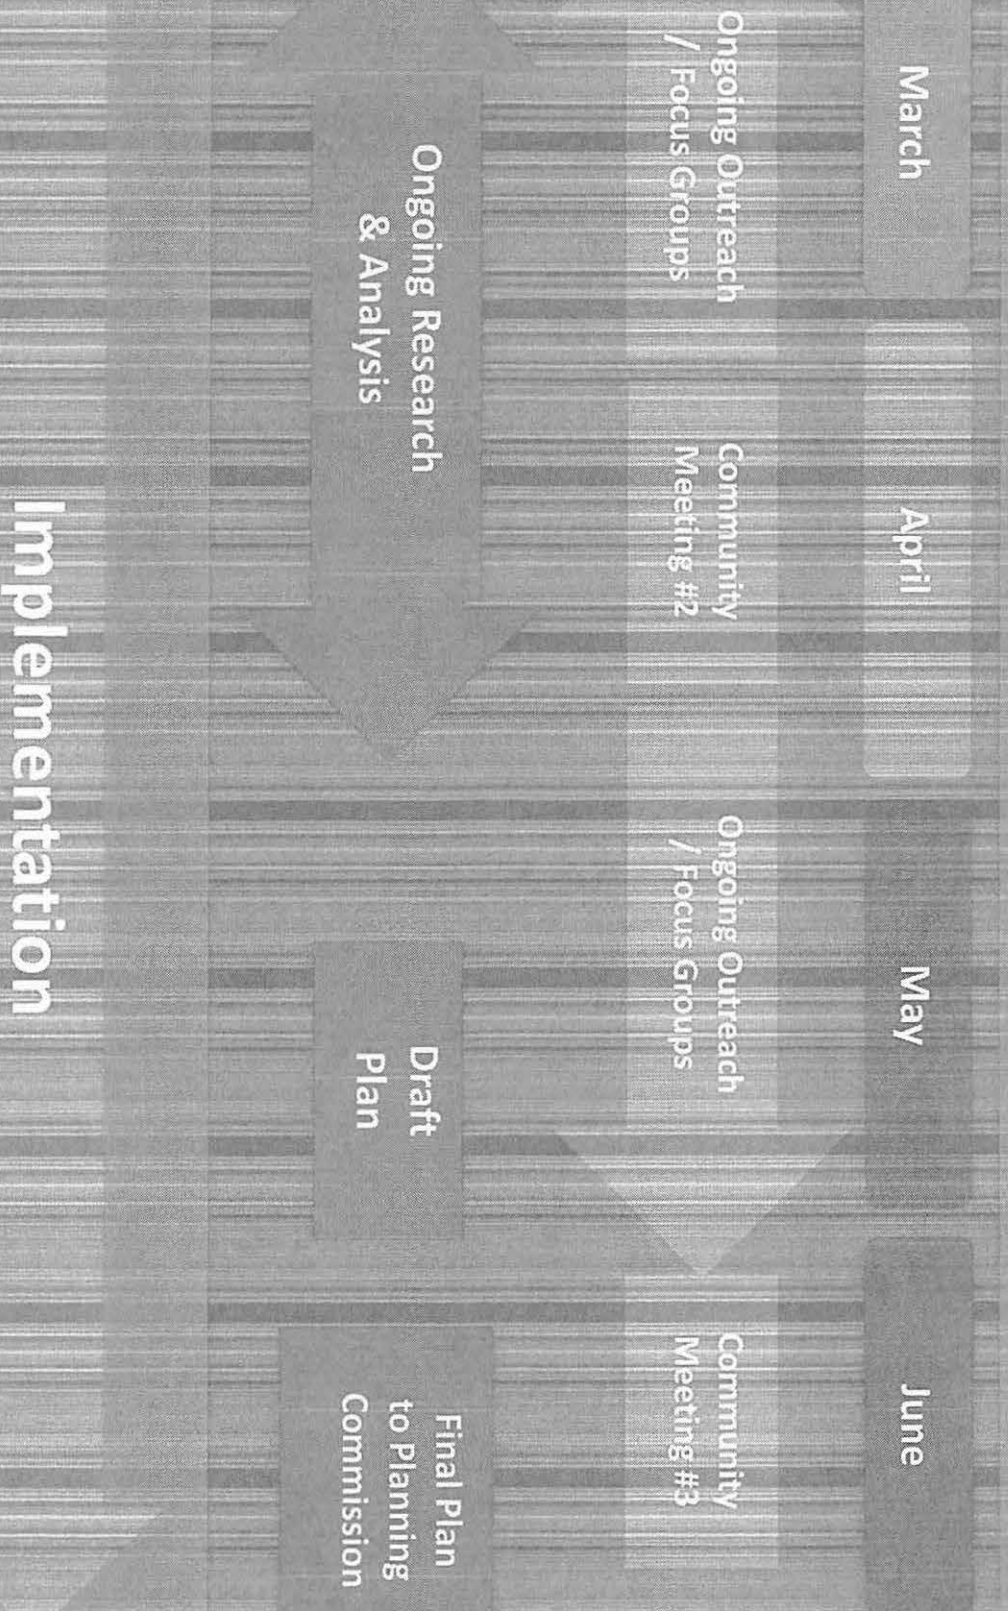 March
April
May
June
Ongoing Outreach
/ Focus Groups
Community
Meeting #2
Ongoing Outreach
/ Focus Groups
Community
Meeting #3
Ongoing Research
& Analysis
Draft
Plan
Final Plan
to Planning
Commission
Implementation